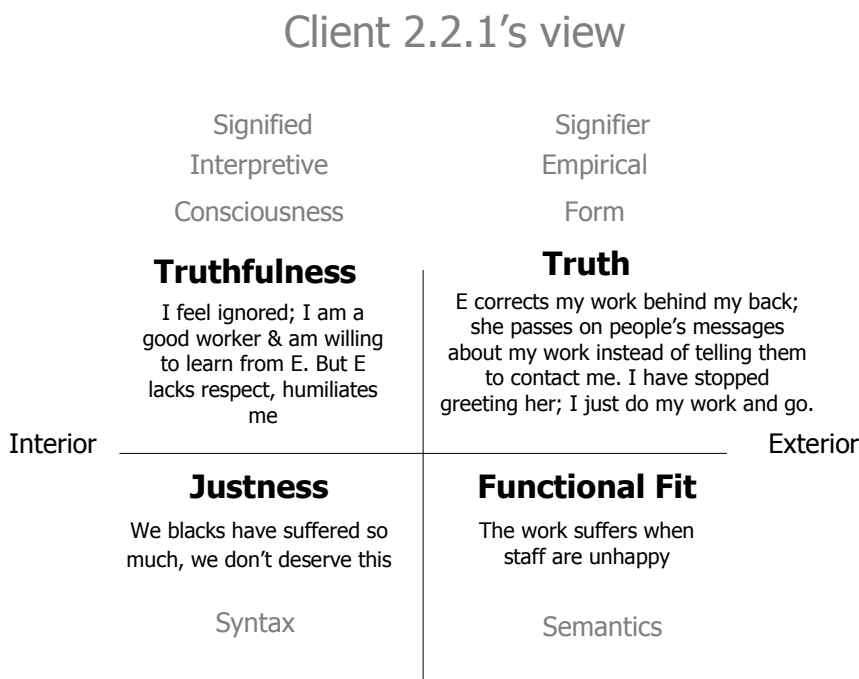 Client 2.2.1’s view
Signified
Interpretive
Consciousness
Signifier
Empirical
Form
Truthfulness
I feel ignored; I am a
good worker & am willing
to learn from E. But E
lacks respect, humiliates
me
Truth
E corrects my work behind my back;
she passes on people’s messages
about my work instead of telling them
to contact me. I have stopped
greeting her; I just do my work and go.
Interior
Exterior
Justness
We blacks have suffered so
much, we don’t deserve this
Functional Fit
The work suffers when
staff are unhappy
Syntax
Semantics